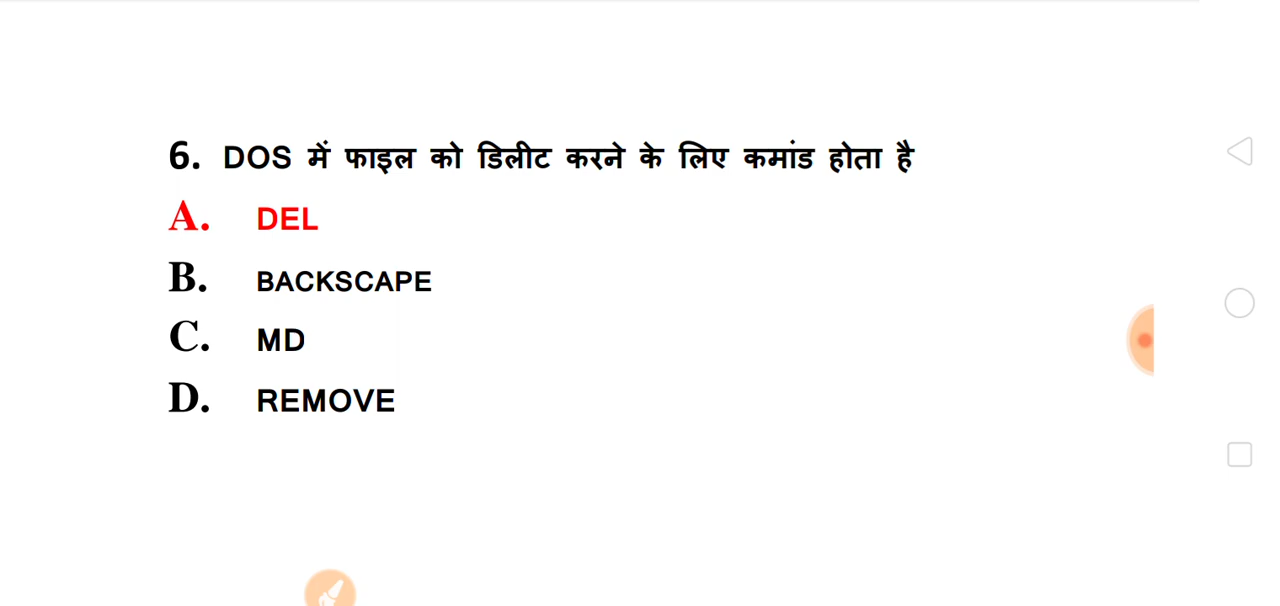 6. DOS में फाइल को डिलीट करने के लिए कमांड होता है
A. DEL
B. BACKSCAPE
C. MD
D. REMOVE